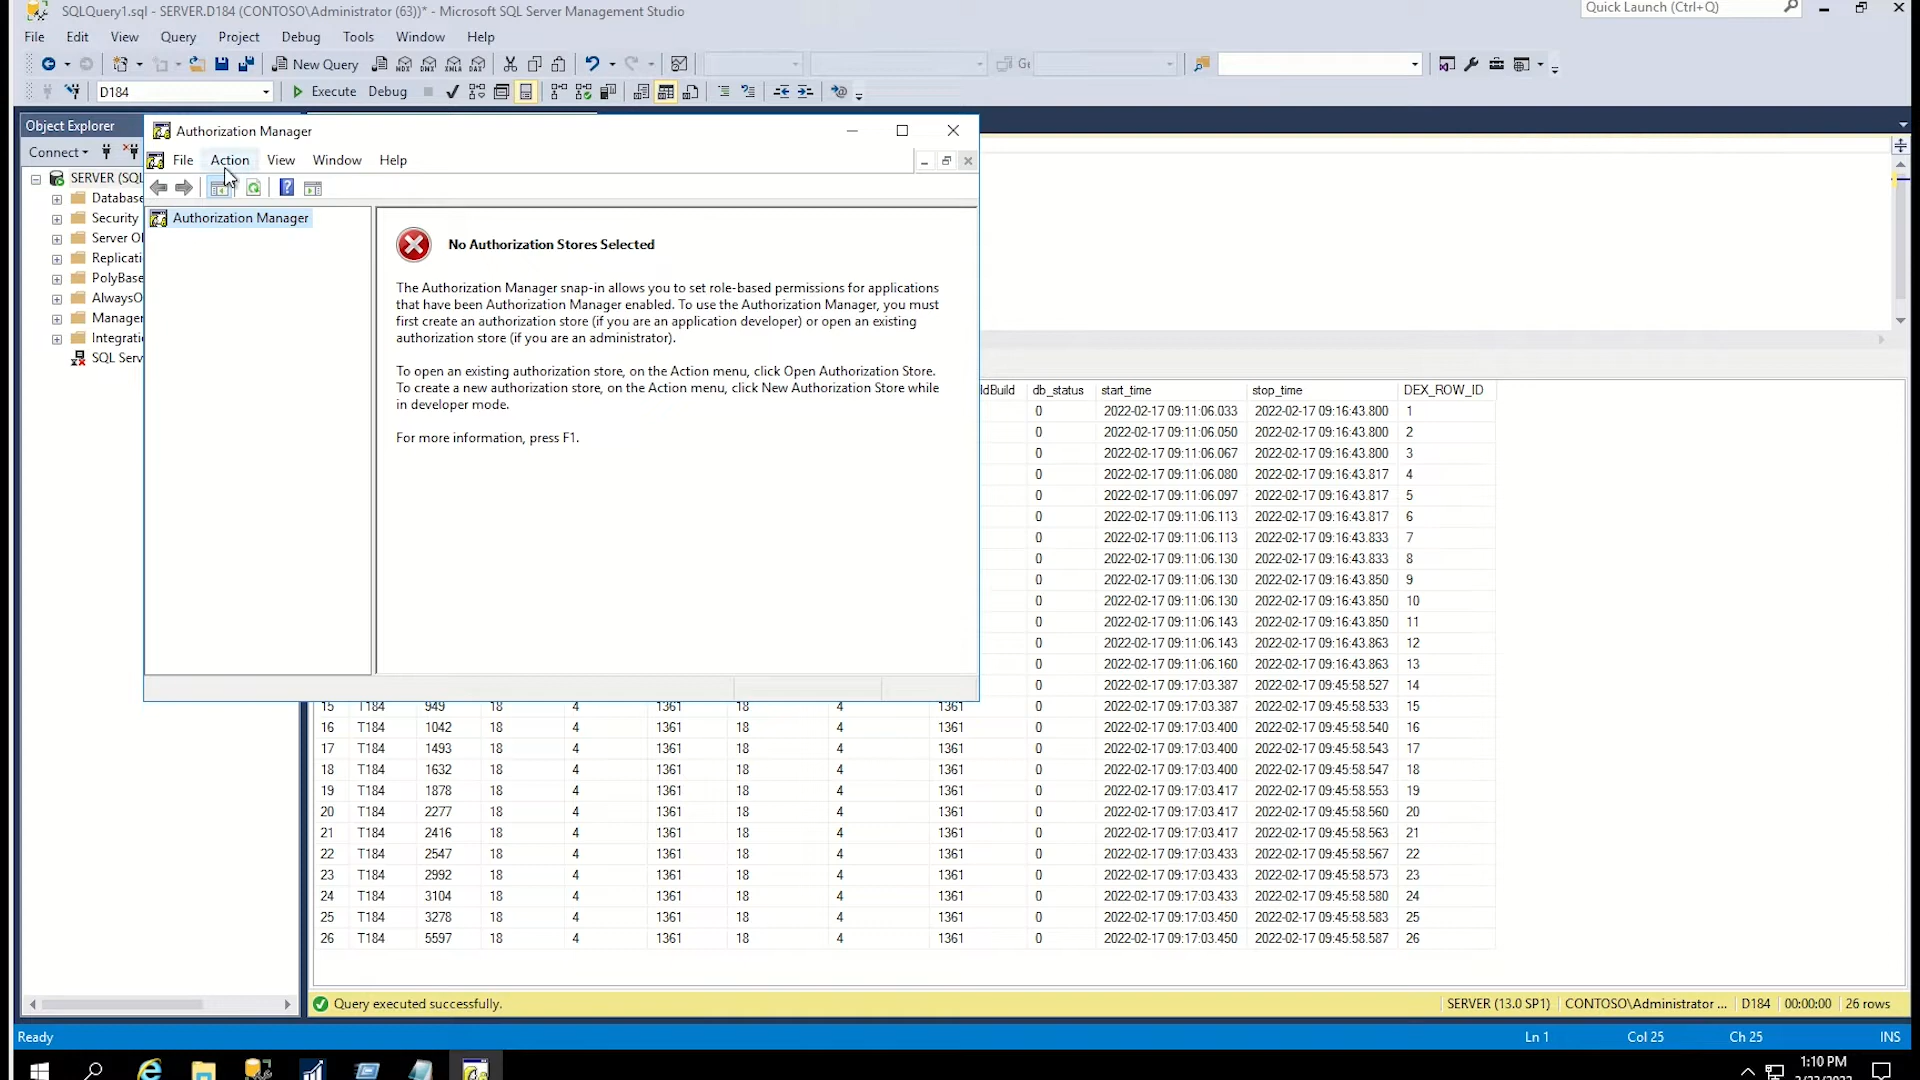 SQLQuery1.sql - SERVER.D184 (CONTOSO\Administrator (63))* - Microsoft SQL Server Management Studio
Quick Launch (Ctrl+Q)
File Edit View Query Project Debug Tools Window Help
New Query
D184 Execute Debug
Object Explorer
Connect
SERVER (SQL
Database
Security
Server Ol
Replicati
PolyBase
AlwaysO
Manager
Integrati
SQL Serv
Authorization Manager
File Action View Window Help
Authorization Manager
No Authorization Stores Selected
The Authorization Manager snap-in allows you to set role-based permissions for applications
that have been Authorization Manager enabled. To use the Authorization Manager, you must
first create an authorization store (if you are an application developer) or open an existing
authorization store (if you are an administrator).
To open an existing authorization store, on the Action menu, click Open Authorization Store.
To create a new authorization store, on the Action menu, click New Authorization Store while
in developer mode.
For more information, press F1.
ldBuild db_status start_time stop_time DEX_ROW_ID
0 2022-02-17 09:11:06.033 2022-02-17 09:16:43.800 1
0 2022-02-17 09:11:06.050 2022-02-17 09:16:43.800 2
0 2022-02-17 09:11:06.067 2022-02-17 09:16:43.800 3
0 2022-02-17 09:11:06.080 2022-02-17 09:16:43.817 4
0 2022-02-17 09:11:06.097 2022-02-17 09:16:43.817 5
0 2022-02-17 09:11:06.113 2022-02-17 09:16:43.817 6
0 2022-02-17 09:11:06.113 2022-02-17 09:16:43.833 7
0 2022-02-17 09:11:06.130 2022-02-17 09:16:43.833 8
0 2022-02-17 09:11:06.130 2022-02-17 09:16:43.850 9
0 2022-02-17 09:11:06.130 2022-02-17 09:16:43.850 10
0 2022-02-17 09:11:06.143 2022-02-17 09:16:43.850 11
0 2022-02-17 09:11:06.143 2022-02-17 09:16:43.863 12
0 2022-02-17 09:11:06.160 2022-02-17 09:16:43.863 13
0 2022-02-17 09:17:03.387 2022-02-17 09:45:58.527 14
15 T184 949 18 4 1361 18 4 1361 0 2022-02-17 09:17:03.387 2022-02-17 09:45:58.533 15
16 T184 1042 18 4 1361 18 4 1361 0 2022-02-17 09:17:03.400 2022-02-17 09:45:58.540 16
17 T184 1493 18 4 1361 18 4 1361 0 2022-02-17 09:17:03.400 2022-02-17 09:45:58.543 17
18 T184 1632 18 4 1361 18 4 1361 0 2022-02-17 09:17:03.400 2022-02-17 09:45:58.547 18
19 T184 1878 18 4 1361 18 4 1361 0 2022-02-17 09:17:03.417 2022-02-17 09:45:58.553 19
20 T184 2277 18 4 1361 18 4 1361 0 2022-02-17 09:17:03.417 2022-02-17 09:45:58.560 20
21 T184 2416 18 4 1361 18 4 1361 0 2022-02-17 09:17:03.417 2022-02-17 09:45:58.563 21
22 T184 2547 18 4 1361 18 4 1361 0 2022-02-17 09:17:03.433 2022-02-17 09:45:58.567 22
23 T184 2992 18 4 1361 18 4 1361 0 2022-02-17 09:17:03.433 2022-02-17 09:45:58.573 23
24 T184 3104 18 4 1361 18 4 1361 0 2022-02-17 09:17:03.433 2022-02-17 09:45:58.580 24
25 T184 3278 18 4 1361 18 4 1361 0 2022-02-17 09:17:03.450 2022-02-17 09:45:58.583 25
26 T184 5597 18 4 1361 18 4 1361 0 2022-02-17 09:17:03.450 2022-02-17 09:45:58.587 26
Query executed successfully. SERVER (13.0 SP1) CONTOSO\Administrator ... D184 00:00:00 26 rows
Ready Ln 1 Col 25 Ch 25 INS
1:10 PM